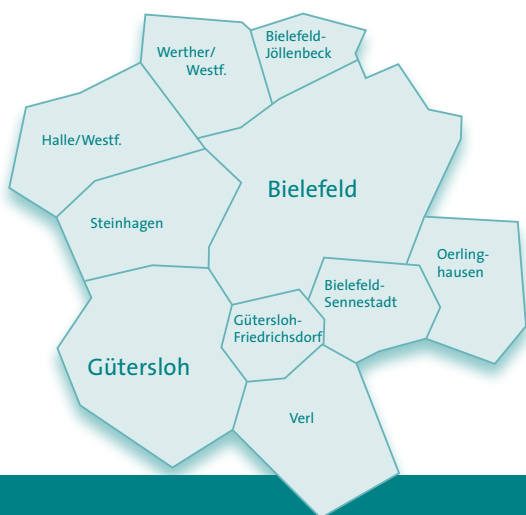 Bielefeld-
Jöllenbeck
Werther/
Westf.
Halle/Westf.
Bielefeld
Steinhagen
Oerling-
hausen
Bielefeld-
Sennestadt
Gütersloh-
Friedrichsdorf
Gütersloh
Verl